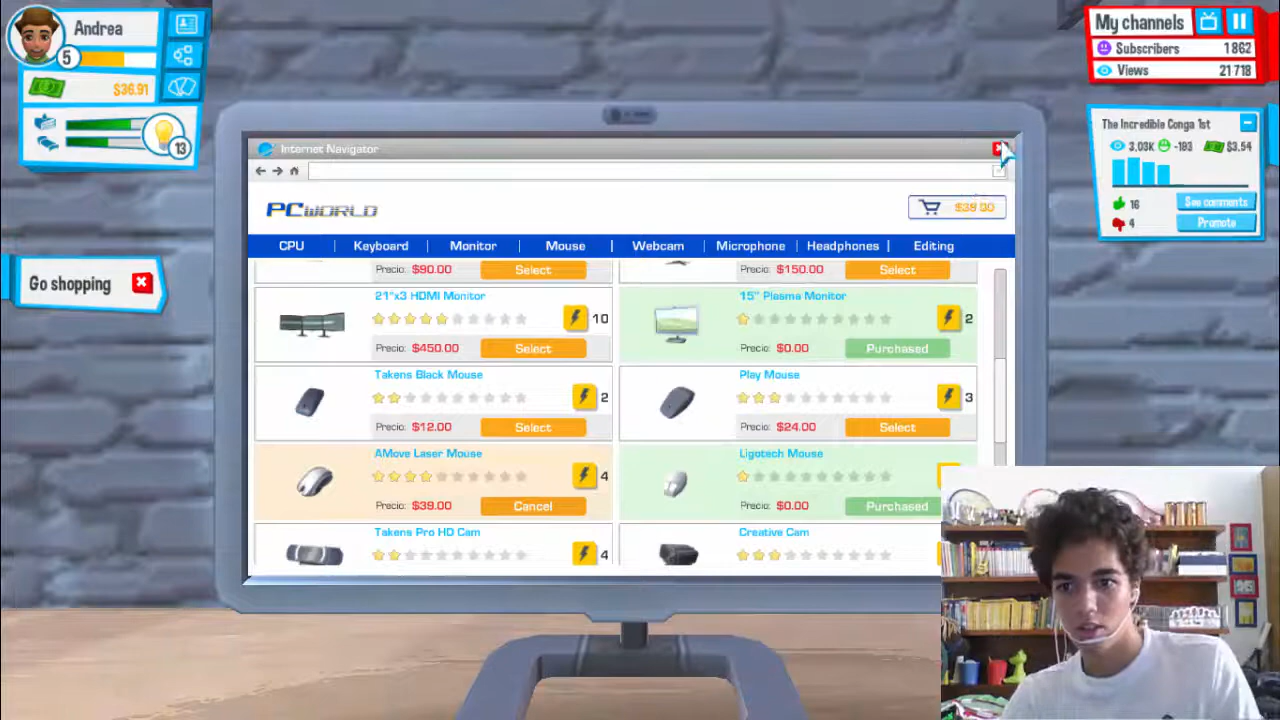 Andrea
5
$36.91
13
Go shopping
My channels
Subscribers 1 862
Views 21 718
The Incredible Conga 1st
3,03K -193 $3.54
16 See comments
4 Promote
Internet Navigator
PCWORLD $39.00
CPU Keyboard Monitor Mouse Webcam Microphone Headphones Editing
Precio: $90.00 Select Precio: $150.00 Select
21"x3 HDMI Monitor 15" Plasma Monitor
10 2
Precio: $450.00 Select Precio: $0.00 Purchased
Takens Black Mouse Play Mouse
2 3
Precio: $12.00 Select Precio: $24.00 Select
AMove Laser Mouse Ligotech Mouse
4
Precio: $39.00 Cancel Precio: $0.00 Purchased
Takens Pro HD Cam Creative Cam
4